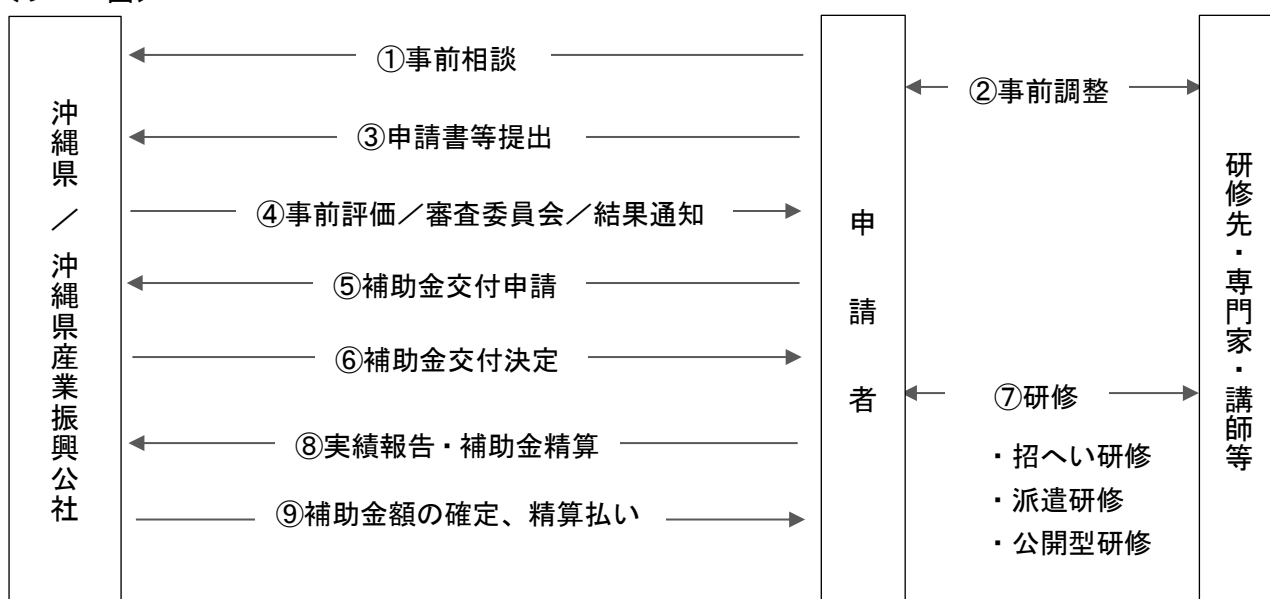 ①事前相談
②事前調整
③申請書等提出
④事前評価／審査委員会／結果通知
⑤補助金交付申請
⑥補助金交付決定
⑦研修
・招へい研修
・派遣研修
・公開型研修
⑧実績報告・補助金精算
⑨補助金額の確定、精算払い
沖縄県／沖縄県産業振興公社
申請者
研修先・専門家・講師等